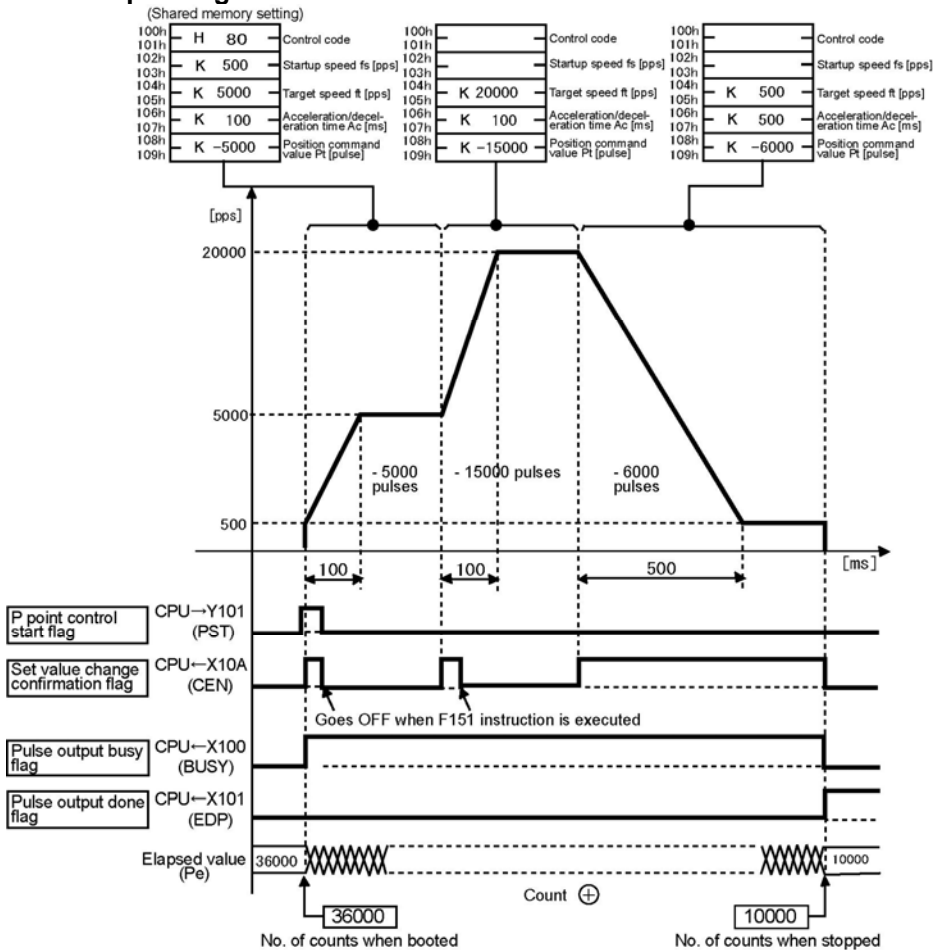 (Shared memory setting)
100h
101h
H 80
Control code
102h
103h
K 500
Startup speed fs [pps]
104h
105h
K 5000
Target speed ft [pps]
106h
107h
K 100
Acceleration/decel-
eration time Ac [ms]
108h
109h
K -5000
Position command
value Pt [pulse]
100h
101h
Control code
102h
103h
Startup speed fs [pps]
104h
105h
K 20000
Target speed ft [pps]
106h
107h
K 100
Acceleration/decel-
eration time Ac [ms]
108h
109h
K -15000
Position command
value Pt [pulse]
100h
101h
Control code
102h
103h
Startup speed fs [pps]
104h
105h
K 500
Target speed ft [pps]
106h
107h
K 500
Acceleration/decel-
eration time Ac [ms]
108h
109h
K -6000
Position command
value Pt [pulse]
[pps]
20000
5000
- 5000
pulses
- 15000 pulses
- 6000
pulses
500
100
100
500
[ms]
P point control
start flag
CPU→Y101
(PST)
Set value change
confirmation flag
CPU←X10A
(CEN)
Goes OFF when F151 instruction is executed
Pulse output busy
flag
CPU←X100
(BUSY)
Pulse output done
flag
CPU←X101
(EDP)
Elapsed value
(Pe)
36000
10000
Count ⊕
36000
No. of counts when booted
10000
No. of counts when stopped